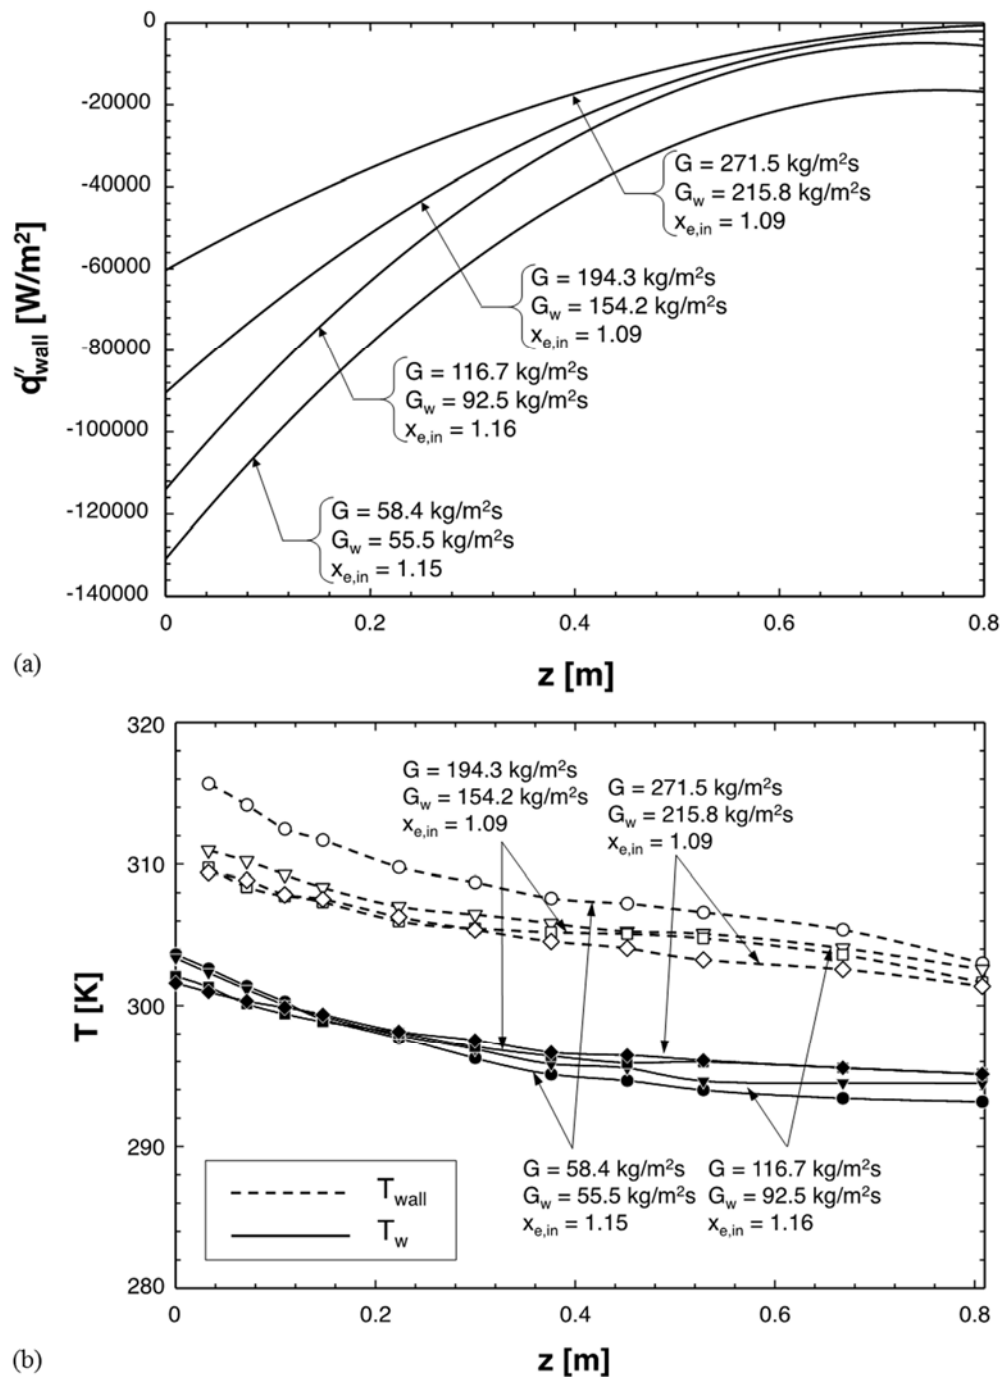 0
-20000
-40000
-60000
-80000
-100000
-120000
-140000
q″wall [W/m²]
G = 271.5 kg/m²s
Gw = 215.8 kg/m²s
xe,in = 1.09
G = 194.3 kg/m²s
Gw = 154.2 kg/m²s
xe,in = 1.09
G = 116.7 kg/m²s
Gw = 92.5 kg/m²s
xe,in = 1.16
G = 58.4 kg/m²s
Gw = 55.5 kg/m²s
xe,in = 1.15
0 0.2 0.4 0.6 0.8
(a)
z [m]
320
310
300
290
280
T [K]
G = 194.3 kg/m²s
Gw = 154.2 kg/m²s
xe,in = 1.09
G = 271.5 kg/m²s
Gw = 215.8 kg/m²s
xe,in = 1.09
G = 58.4 kg/m²s
Gw = 55.5 kg/m²s
xe,in = 1.15
G = 116.7 kg/m²s
Gw = 92.5 kg/m²s
xe,in = 1.16
Twall
Tw
0 0.2 0.4 0.6 0.8
(b)
z [m]